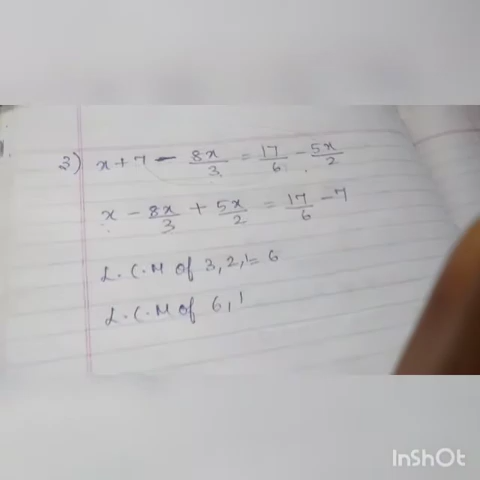 3) x + 7 - 8x/3 = 17/6 - 5x/2
x - 8x/3 + 5x/2 = 17/6 - 7
L.C.M of 3, 2, 1 = 6
L.C.M of 6, 1
InShOt